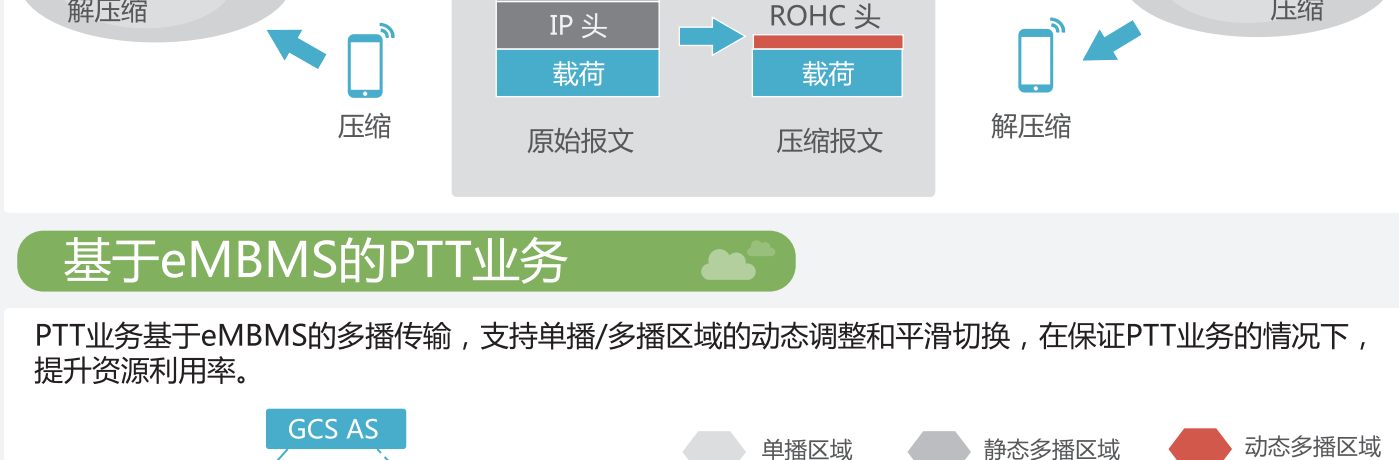 解压缩
IP 头
ROHC 头
压缩
载荷
载荷
压缩
原始报文
压缩报文
解压缩
基于eMBMS的PTT业务
PTT业务基于eMBMS的多播传输，支持单播/多播区域的动态调整和平滑切换，在保证PTT业务的情况下，
提升资源利用率。
GCS AS
单播区域
静态多播区域
动态多播区域